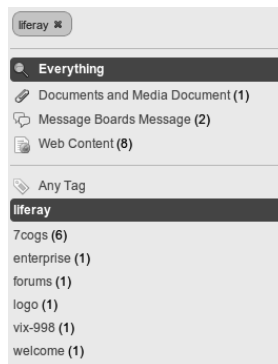 liferay ✖
Everything
Documents and Media Document (1)
Message Boards Message (2)
Web Content (8)
Any Tag
liferay
7cogs (6)
enterprise (1)
forums (1)
logo (1)
vix-998 (1)
welcome (1)